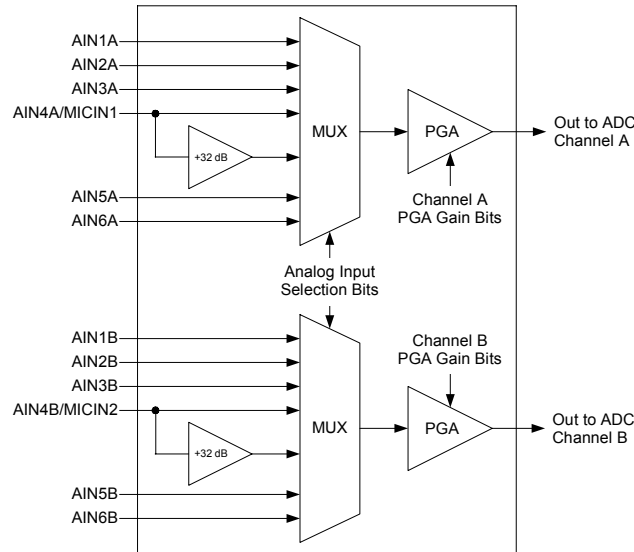 AIN1A
AIN2A
AIN3A
AIN4A/MICIN1
+32 dB
AIN5A
AIN6A
MUX
PGA
Out to ADC
Channel A
Channel A
PGA Gain Bits
Analog Input
Selection Bits
AIN1B
AIN2B
AIN3B
AIN4B/MICIN2
+32 dB
AIN5B
AIN6B
MUX
Channel B
PGA Gain Bits
PGA
Out to ADC
Channel B